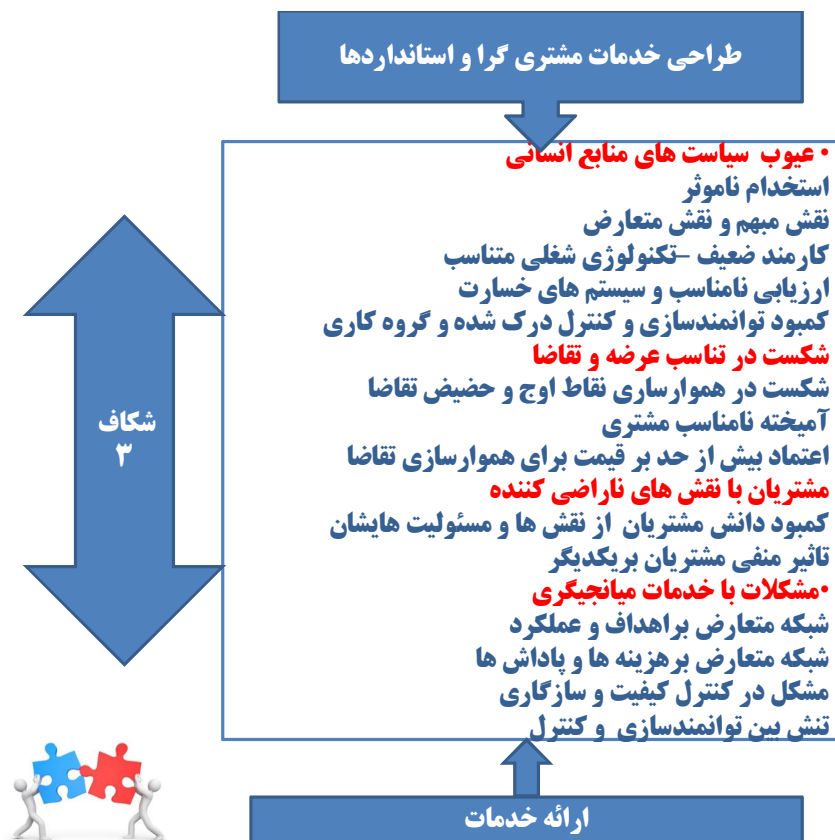 طراحی خدمات مشتری گرا و استانداردها
• عیوب سیاست های منابع انسانی
استخدام ناموثر
نقش مبهم و نقش متعارض
کارمند ضعیف –تکنولوژی شغلی متناسب
ارزیابی نامناسب و سیستم های خسارت
کمبود توانمندسازی و کنترل درک شده و گروه کاری
شکست در تناسب عرضه و تقاضا
شکست در هموارساری نقاط اوج و حضیض تقاضا
آمیخته نامناسب مشتری
اعتماد بیش از حد بر قیمت برای هموارسازی تقاضا
مشتریان با نقش های ناراضی کننده
کمبود دانش مشتریان از نقش ها و مسئولیت هایشان
تاثیر منفی مشتریان بریکدیگر
•مشکلات با خدمات میانجیگری
شبکه متعارض براهداف و عملکرد
شبکه متعارض برهزینه ها و پاداش ها
مشکل در کنترل کیفیت و سازگاری
تنش بین توانمندسازی و کنترل
شکاف
۳
ارائه خدمات